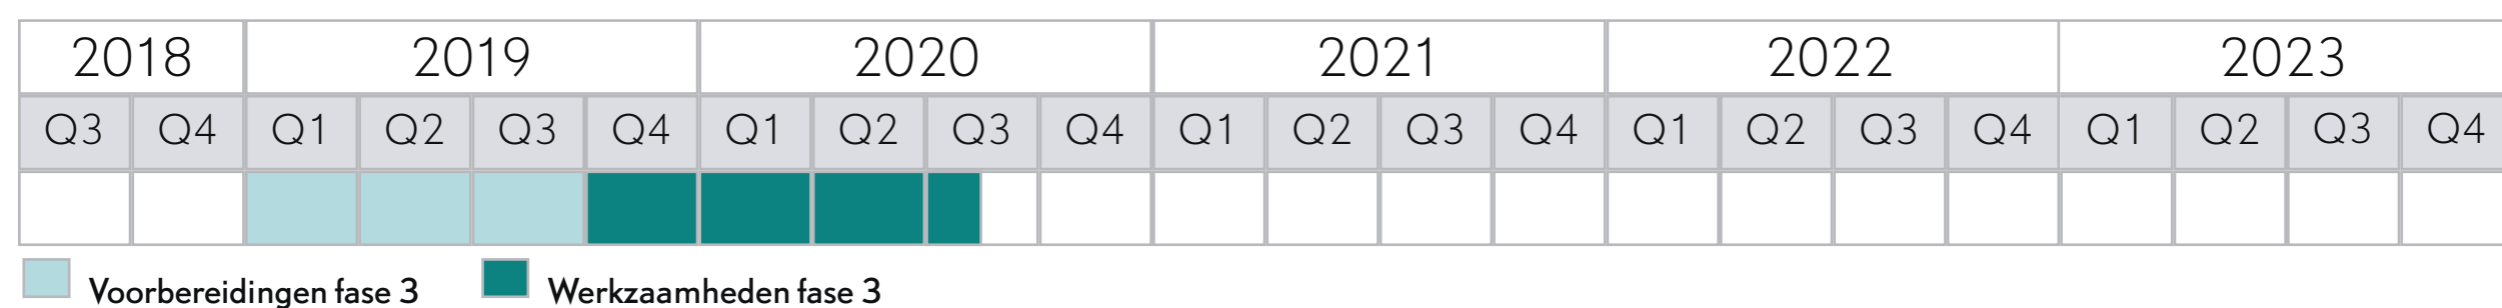 2018 2019 2020 2021 2022 2023
Q3 Q4 Q1 Q2 Q3 Q4 Q1 Q2 Q3 Q4 Q1 Q2 Q3 Q4 Q1 Q2 Q3 Q4 Q1 Q2 Q3 Q4
Voorbereidingen fase 3 Werkzaamheden fase 3